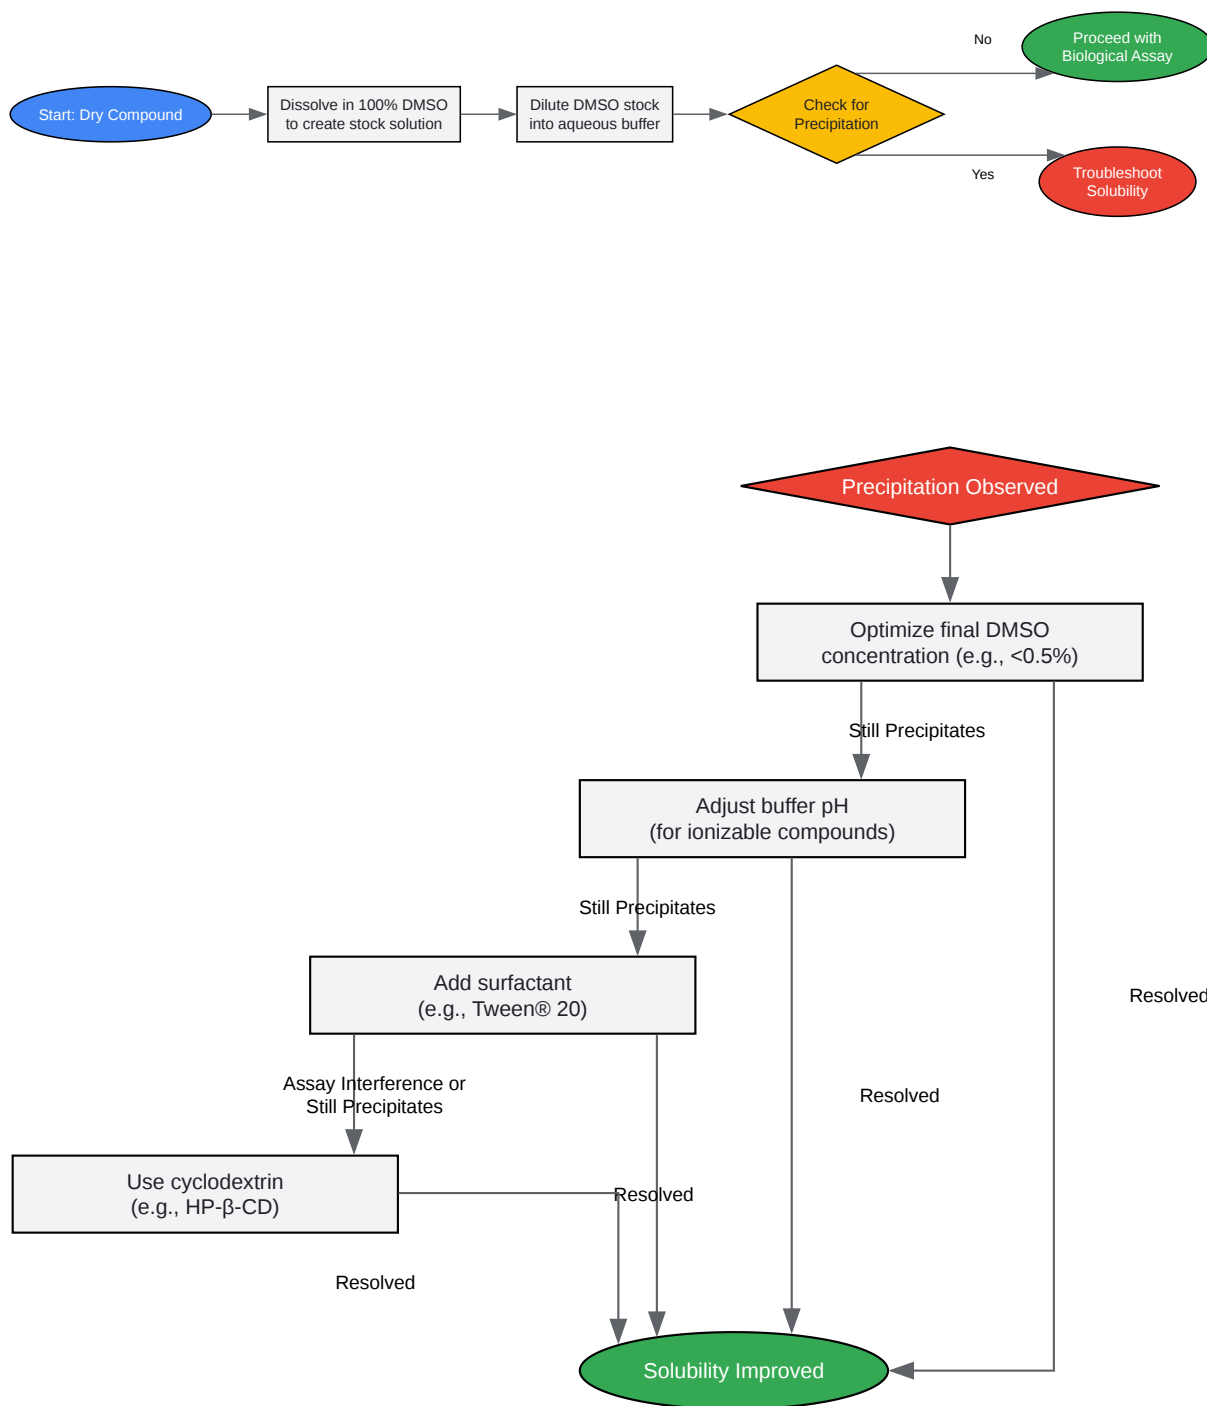 Start: Dry Compound
Dissolve in 100% DMSO
to create stock solution
Dilute DMSO stock
into aqueous buffer
Check for
Precipitation
No
Proceed with
Biological Assay
Yes
Troubleshoot
Solubility
Precipitation Observed
Optimize final DMSO
concentration (e.g., <0.5%)
Still Precipitates
Adjust buffer pH
(for ionizable compounds)
Still Precipitates
Add surfactant
(e.g., Tween® 20)
Resolved
Assay Interference or
Still Precipitates
Resolved
Use cyclodextrin
(e.g., HP-β-CD)
Resolved
Resolved
Solubility Improved